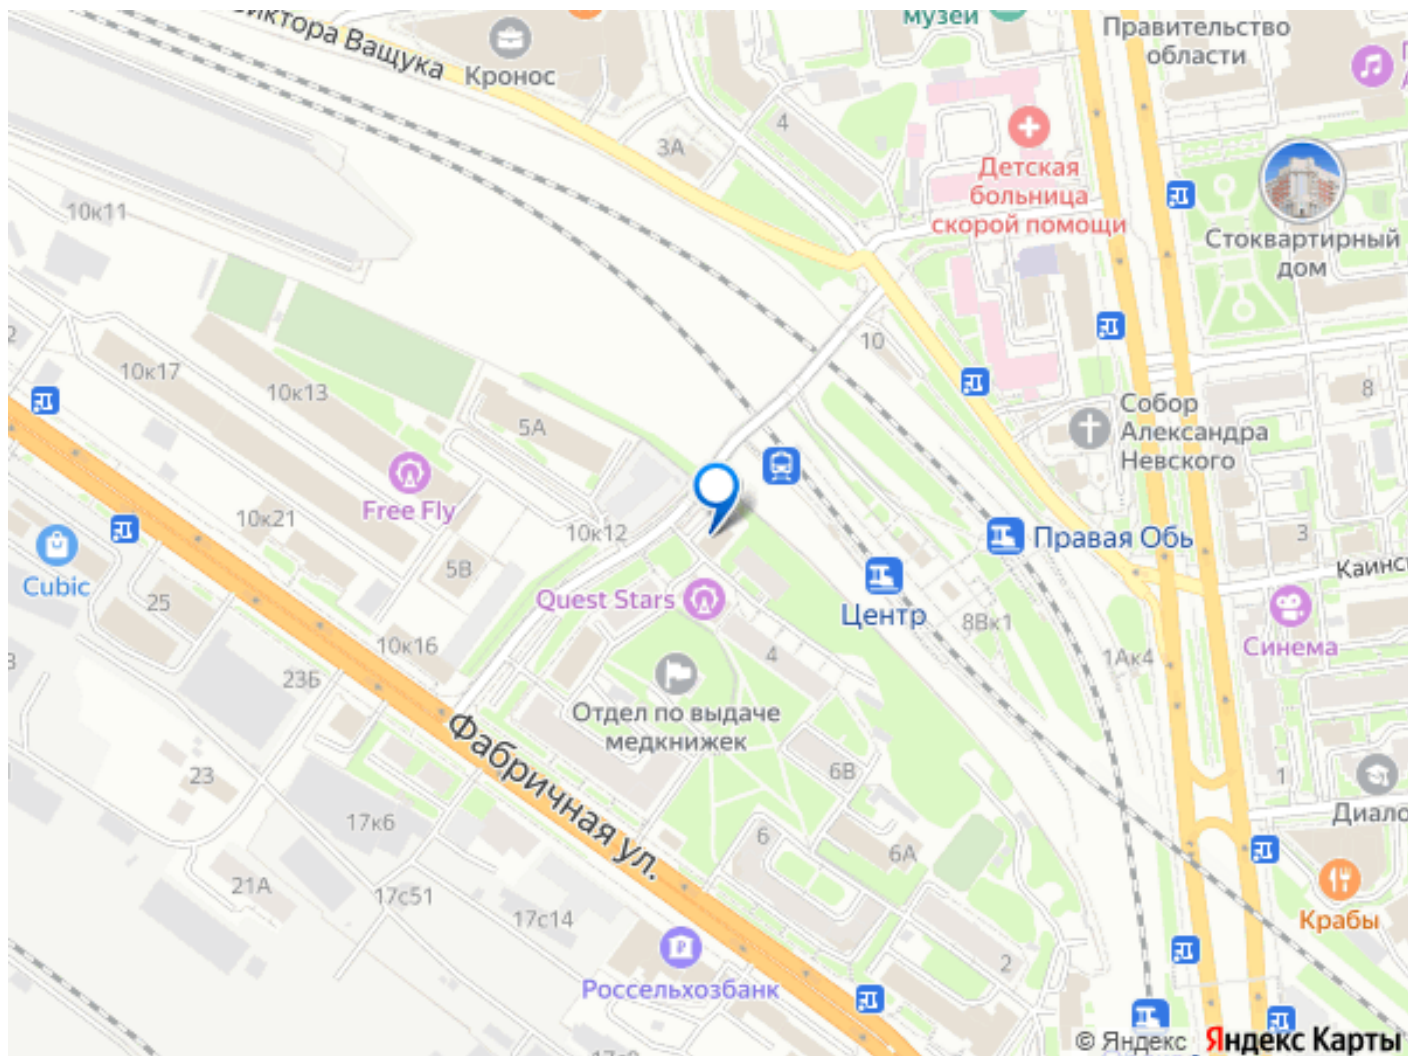 Виктора Ващука
Кронос
музей
Правительство
области
3А
4
Детская
больница
скорой помощи
Стоквартирный
дом
10к11
10к17
10к13
10
5А
8
Собор
Александра
Невского
Free Fly
10к21
10к12
Правая Обь
3
Cubic
5В
Каинс
25
Quest Stars
Центр
8Вк1
Синема
10к16
4
1Ак4
23Б
Отдел по выдаче
медкнижек
Фабричная ул.
23
6В
1
Диало
17к6
6
6А
21А
17с51
17с14
Крабы
2
Россельхозбанк
© Яндекс
Яндекс Карты